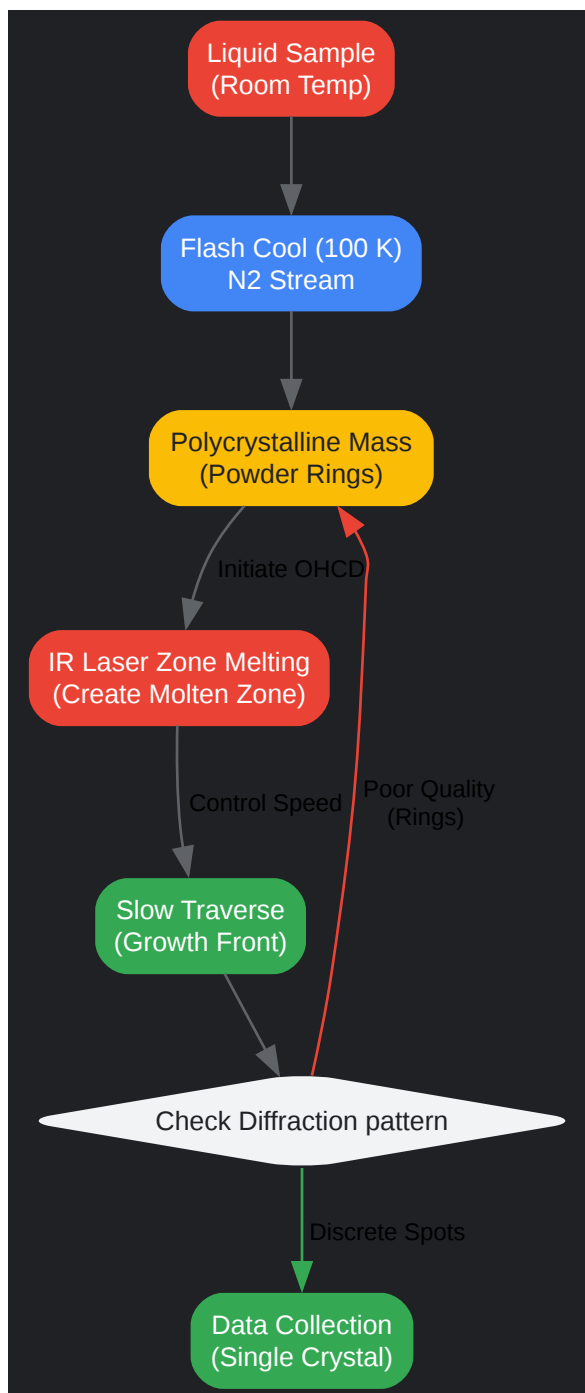 Liquid Sample
(Room Temp)
Flash Cool (100 K)
N2 Stream
Polycrystalline Mass
(Powder Rings)
Initiate OHCD
IR Laser Zone Melting
(Create Molten Zone)
Control Speed
Poor Quality
(Rings)
Slow Traverse
(Growth Front)
Check Diffraction pattern
Discrete Spots
Data Collection
(Single Crystal)